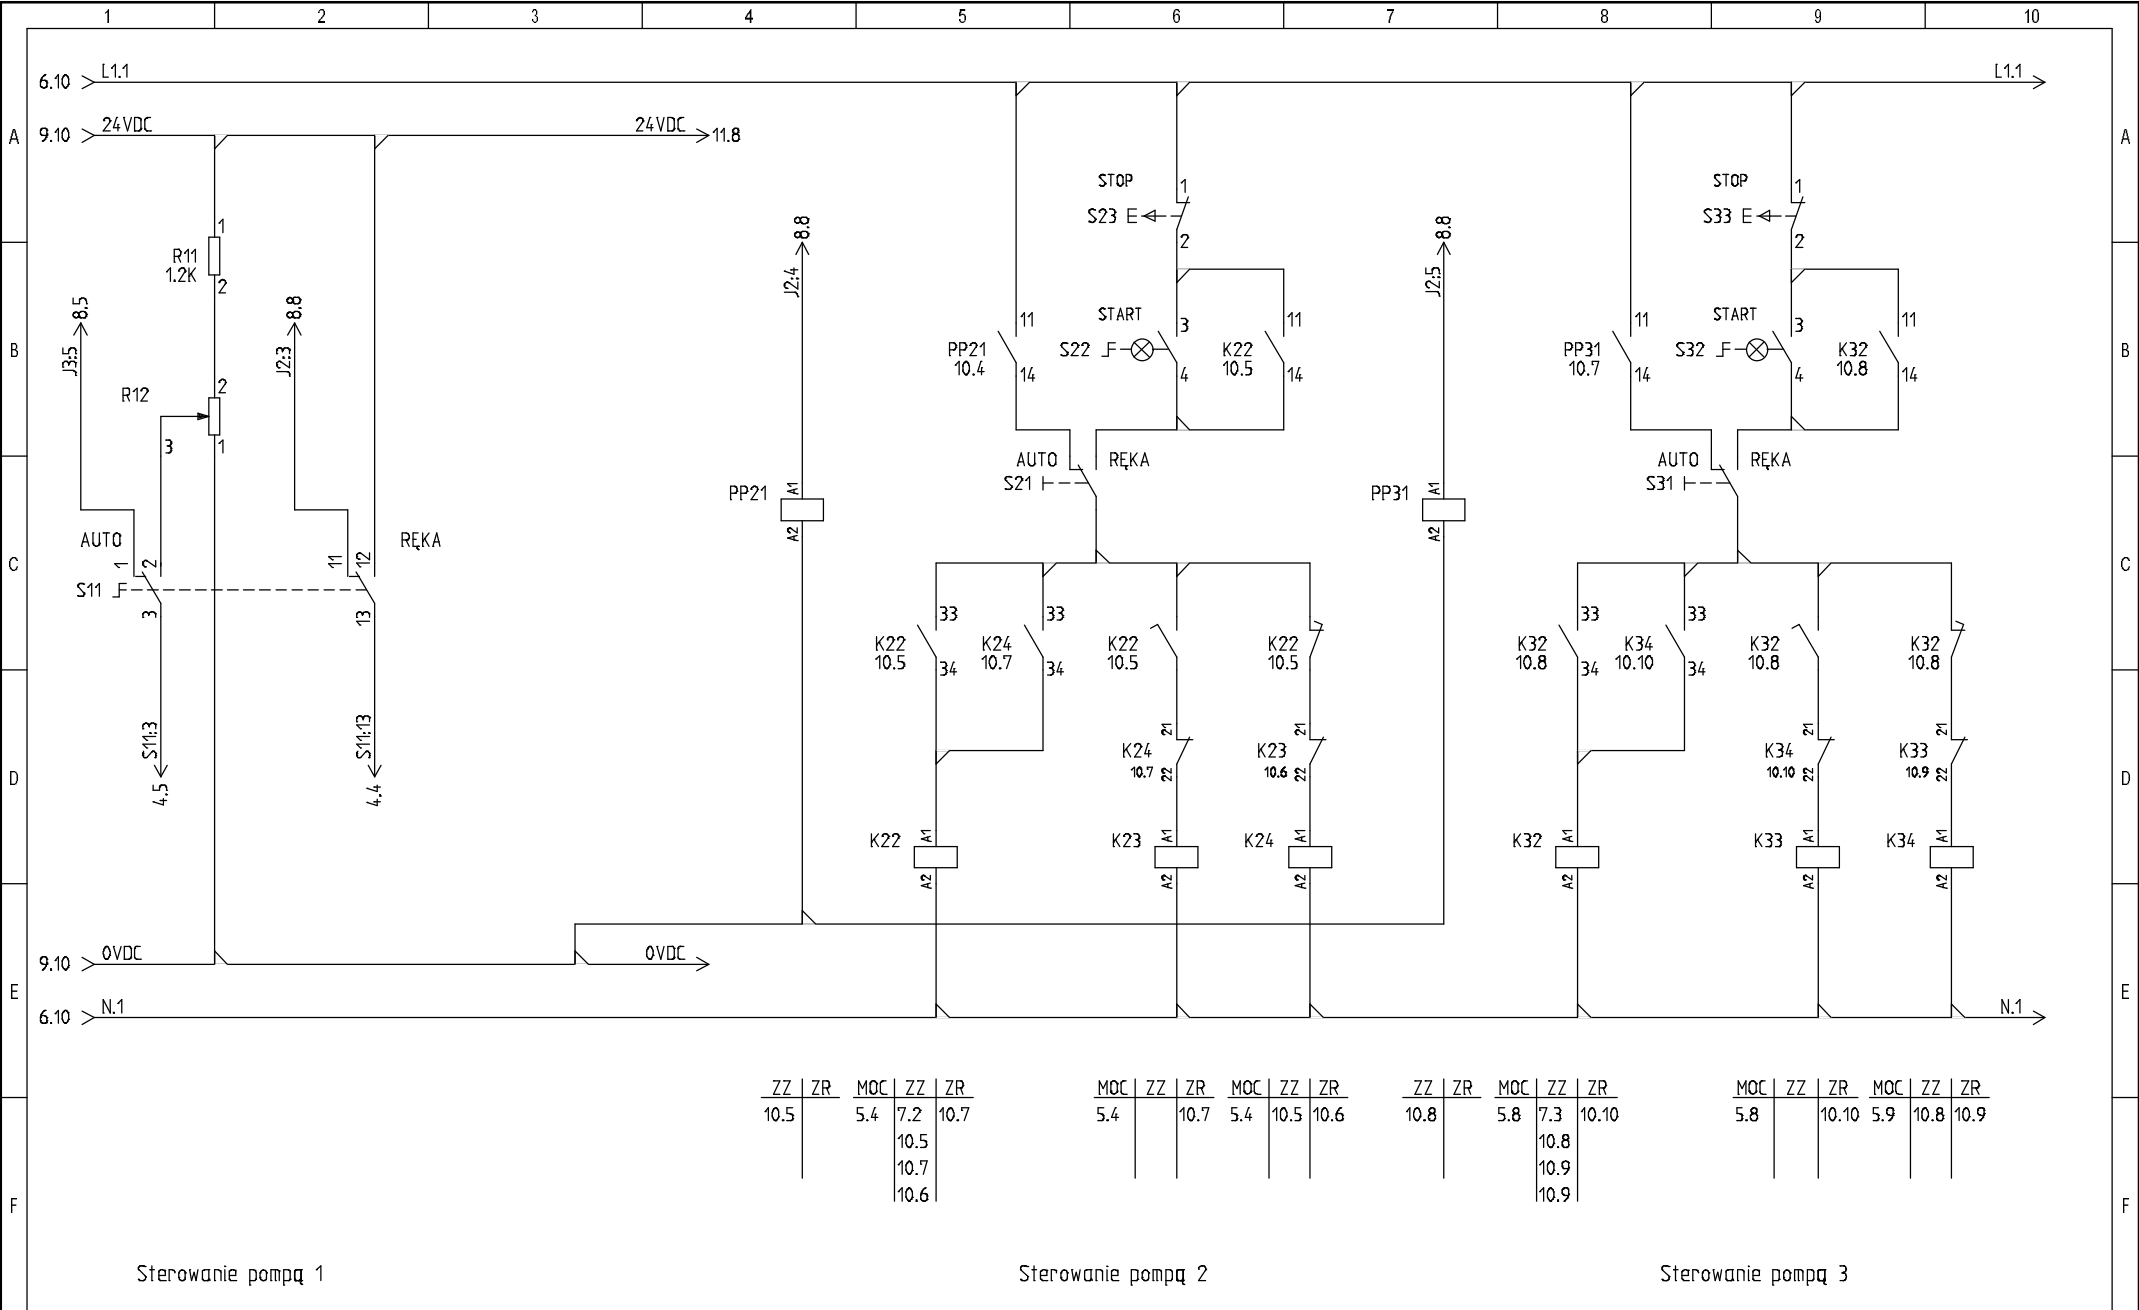 1 2 3 4 5 6 7 8 9 10
6.10 L1.1 L1.1
A 9.10 24VDC 24VDC 11.8 A
STOP 1 STOP 1
S23 E S33 E
2 2
8.8 8.8
J2:4 J2:5
1
R11
1.2K
2
8.5 8.8
J3:5 J2:3
START 3 START 3
11 11 11 11
B PP21 S22 K22 PP31 S32 K32 B
10.4 10.5 10.7 10.8
14 4 14 14 4 14
R12 2
3 1
AUTO RĘKA AUTO RĘKA
S21 S31
PP21 A1 PP31 A1
A2 A2
AUTO RĘKA
C 1 2 11 12 C
S11
3 13
33 33 33 33
K22 K24 K22 K22 K32 K34 K32 K32
10.5 10.7 10.5 10.5 10.8 10.10 10.8 10.8
34 34 34 34
S11:3 S11:13
4.5 4.4
21 21 21 21
K24 K23 K34 K33
10.7 10.6 10.10 10.9
22 22 22 22
D D
K22 A1 K23 A1 K24 A1 K32 A1 K33 A1 K34 A1
A2 A2 A2 A2 A2 A2
9.10 0VDC 0VDC
E E
6.10 N.1 N.1
ZZ ZR MOC ZZ ZR MOC ZZ ZR MOC ZZ ZR ZZ ZR MOC ZZ ZR MOC ZZ ZR MOC ZZ ZR
10.5 5.4 7.2 10.7 5.4 10.7 5.4 10.5 10.6 10.8 5.8 7.3 10.10 5.8 10.10 5.9 10.8 10.9
10.5 10.8
10.7 10.9
10.6 10.9
F F
Sterowanie pompą 1 Sterowanie pompą 2 Sterowanie pompą 3